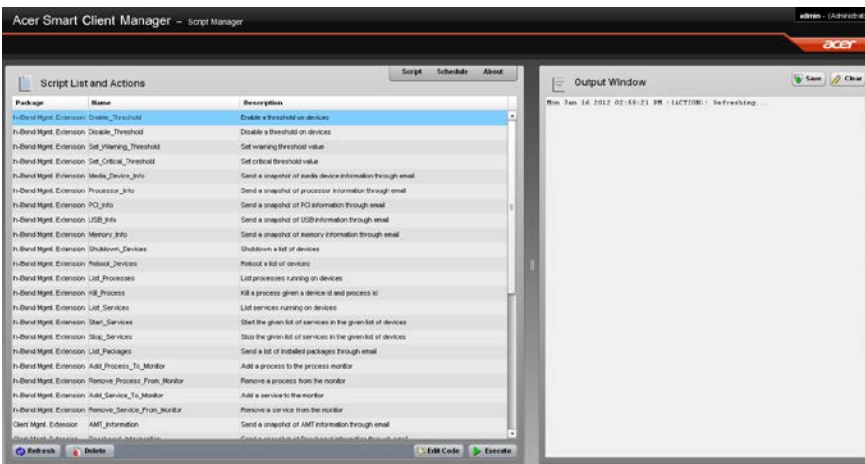 Acer Smart Client Manager – Script Manager
admin - (Administrat
acer
Script List and Actions
Script Schedule About
Package Name Description
In-Band Mgmt. Extension Enable_Threshold Enable a threshold on devices
In-Band Mgmt. Extension Disable_Threshold Disable a threshold on devices
In-Band Mgmt. Extension Set_Warning_Threshold Set warning threshold value
In-Band Mgmt. Extension Set_Critical_Threshold Set critical threshold value
In-Band Mgmt. Extension Media_Device_Info Send a snapshot of media device information through email
In-Band Mgmt. Extension Processor_Info Send a snapshot of processor information through email
In-Band Mgmt. Extension PCI_Info Send a snapshot of PCI information through email
In-Band Mgmt. Extension USB_Info Send a snapshot of USB information through email
In-Band Mgmt. Extension Memory_Info Send a snapshot of memory information through email
In-Band Mgmt. Extension Shutdown_Devices Shutdown a list of devices
In-Band Mgmt. Extension Reboot_Devices Reboot a list of devices
In-Band Mgmt. Extension List_Processes List processes running on devices
In-Band Mgmt. Extension Kill_Process Kill a process given a device id and process id
In-Band Mgmt. Extension List_Services List services running on devices
In-Band Mgmt. Extension Start_Services Start the given list of services in the given list of devices
In-Band Mgmt. Extension Stop_Services Stop the given list of services in the given list of devices
In-Band Mgmt. Extension List_Packages Send a list of installed packages through email
In-Band Mgmt. Extension Add_Process_To_Monitor Add a process to the process monitor
In-Band Mgmt. Extension Remove_Process_From_Monitor Remove a process from the monitor
In-Band Mgmt. Extension Add_Service_To_Monitor Add a service to the monitor
In-Band Mgmt. Extension Remove_Service_From_Monitor Remove a service from the monitor
Client Mgmt. Extension AMT_Information Send a snapshot of AMT information through email
Refresh Delete Edit Code Execute
Output Window
Save Clear
Mon Jan 16 2012 02:56:21 PM :[ACTION]: Refreshing...